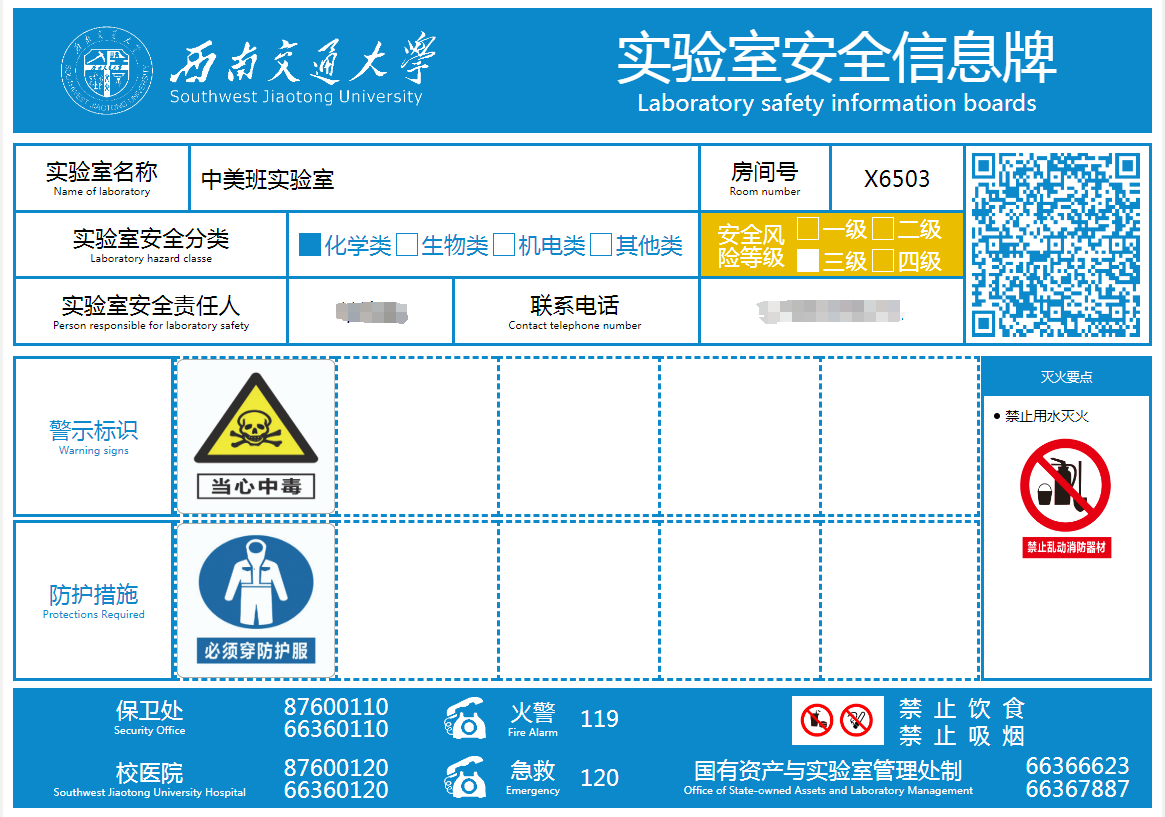 西南交通大学
Southwest Jiaotong University
实验室安全信息牌
Laboratory safety information boards
实验室名称
Name of laboratory
中美班实验室
房间号
Room number
X6503
实验室安全分类
Laboratory hazard classe
化学类 生物类 机电类 其他类
安全风险等级
一级 二级
三级 四级
实验室安全责任人
Person responsible for laboratory safety
联系电话
Contact telephone number
警示标识
Warning signs
当心中毒
灭火要点
• 禁止用水灭火
禁止乱动消防器材
防护措施
Protections Required
必须穿防护服
保卫处
Security Office
87600110
66360110
火警
Fire Alarm
119
禁止饮食
禁止吸烟
校医院
Southwest Jiaotong University Hospital
87600120
66360120
急救
Emergency
120
国有资产与实验室管理处制
Office of State-owned Assets and Laboratory Management
66366623
66367887